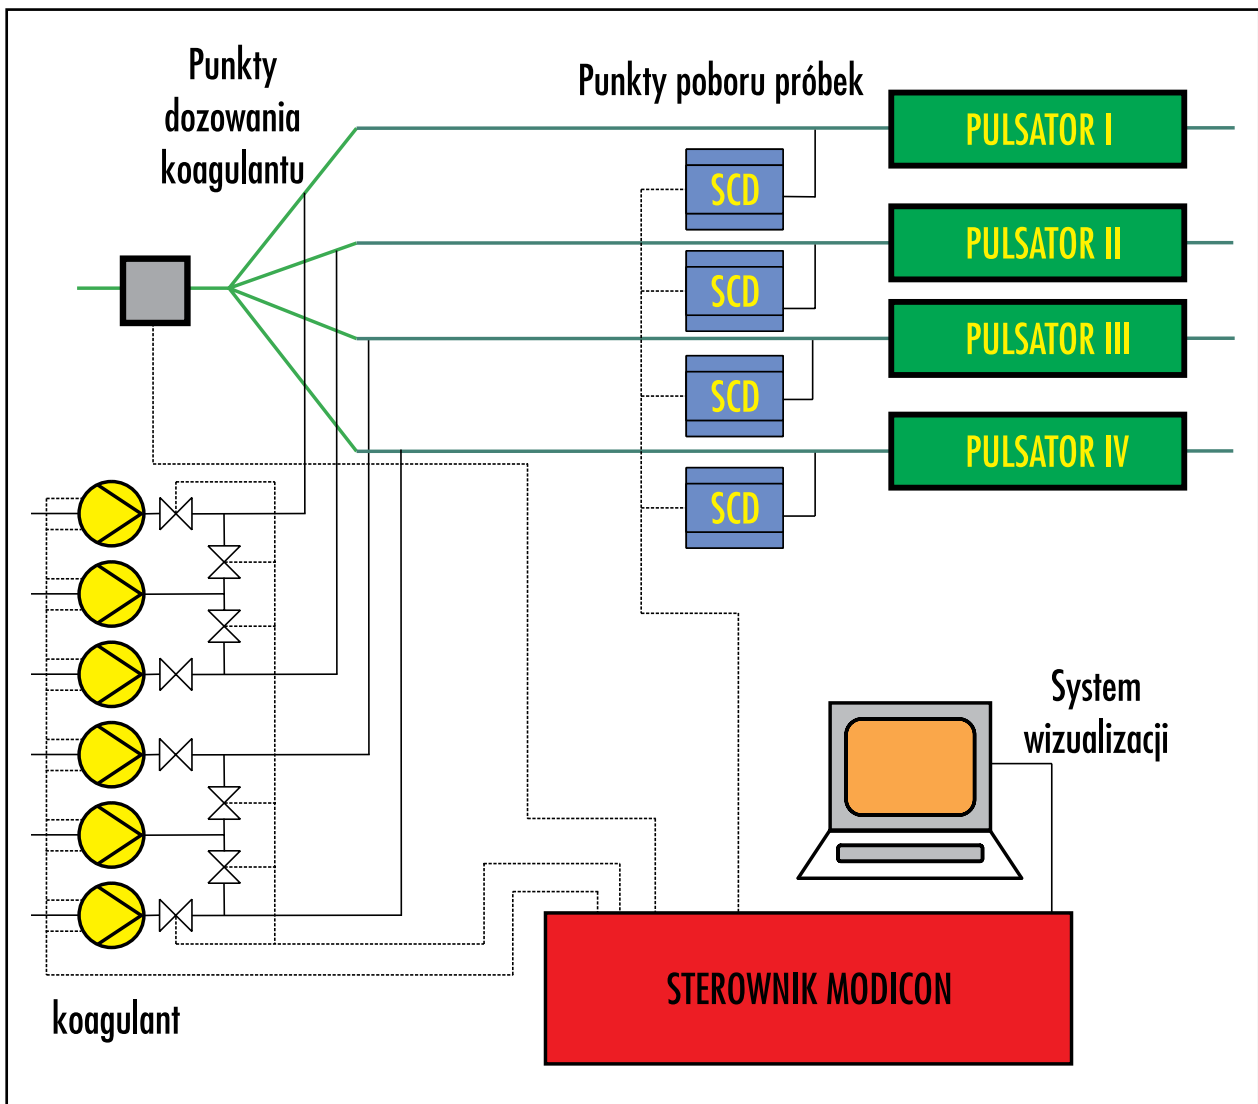 Punkty
dozowania
koagulantu
Punkty poboru próbek
PULSATOR I
SCD
PULSATOR II
SCD
PULSATOR III
SCD
PULSATOR IV
SCD
System
wizualizacji
STEROWNIK MODICON
koagulant